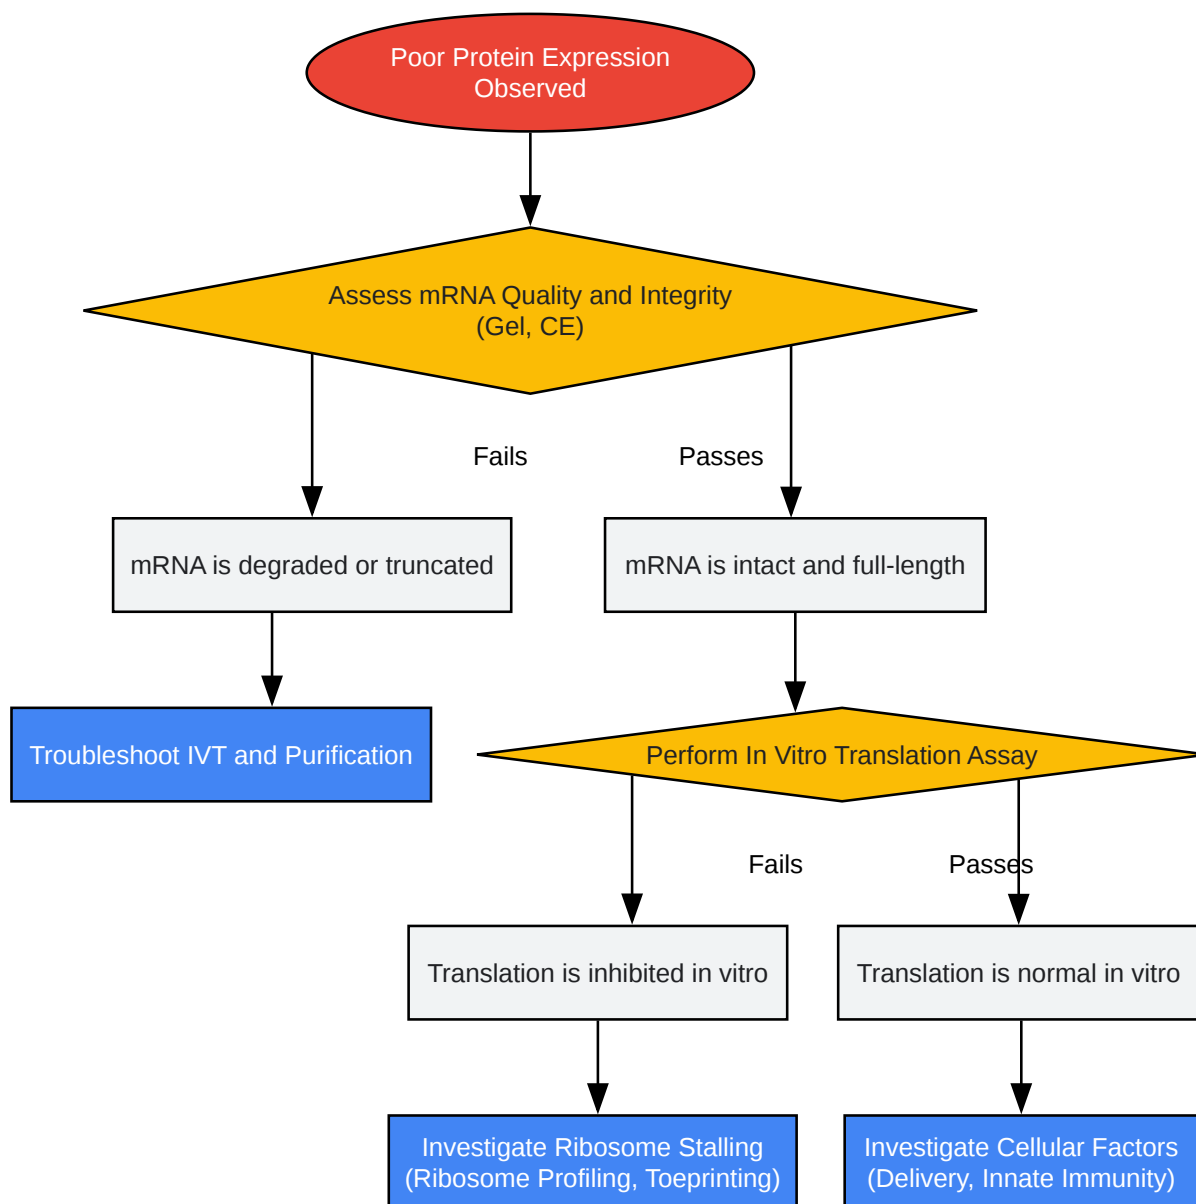 Poor Protein Expression
Observed
Assess mRNA Quality and Integrity
(Gel, CE)
Fails
Passes
mRNA is degraded or truncated
mRNA is intact and full-length
Troubleshoot IVT and Purification
Perform In Vitro Translation Assay
Fails
Passes
Translation is inhibited in vitro
Translation is normal in vitro
Investigate Ribosome Stalling
(Ribosome Profiling, Toeprinting)
Investigate Cellular Factors
(Delivery, Innate Immunity)